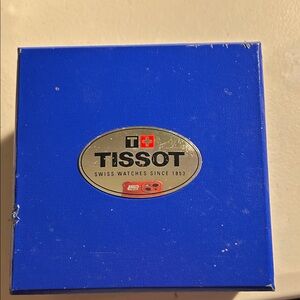 T+
TISSOT
SWISS WATCHES SINCE 1853